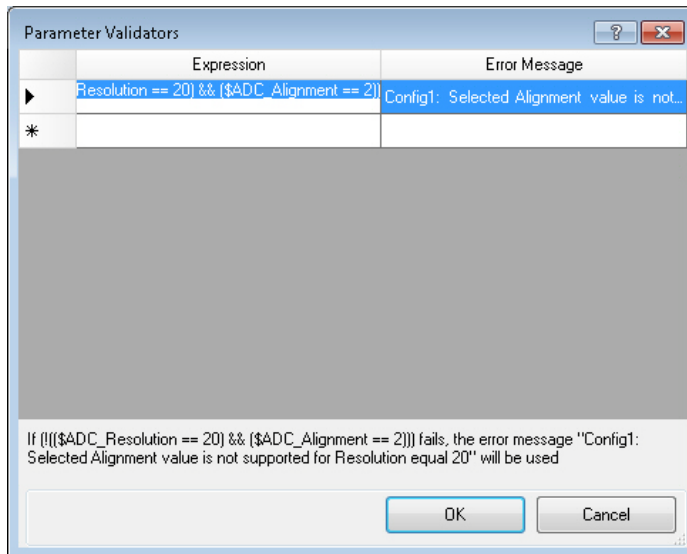 Parameter Validators
Expression Error Message
Resolution == 20) && ($ADC_Alignment == 2)) Config1: Selected Alignment value is not...
If (!(($ADC_Resolution == 20) && ($ADC_Alignment == 2))) fails, the error message "Config1:
Selected Alignment value is not supported for Resolution equal 20" will be used
OK Cancel